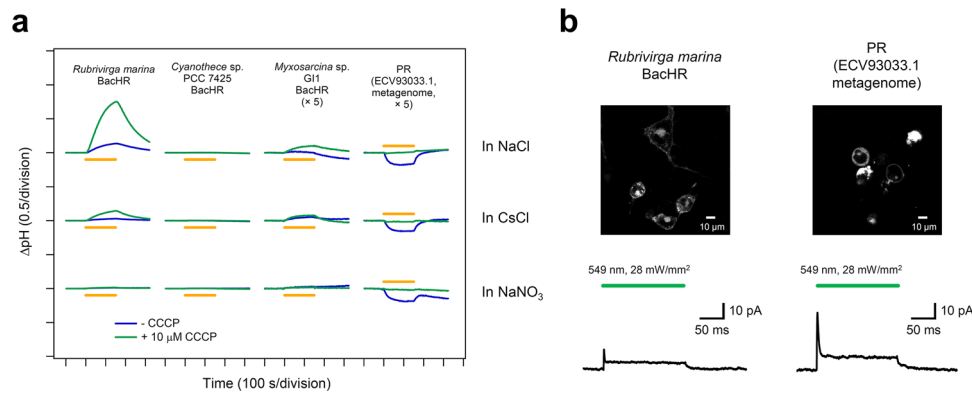 a
Rubrivirga marina
BacHR
Cyanothece sp.
PCC 7425
BacHR
Myxosarcina sp.
GI1
BacHR
(× 5)
PR
(ECV93033.1,
metagenome,
× 5)
In NaCl
In CsCl
In NaNO₃
ΔpH (0.5/division)
- CCCP
+ 10 μM CCCP
Time (100 s/division)
b
Rubrivirga marina
BacHR
PR
(ECV93033.1
metagenome)
10 μm
10 μm
549 nm, 28 mW/mm²
10 pA
50 ms
549 nm, 28 mW/mm²
10 pA
50 ms